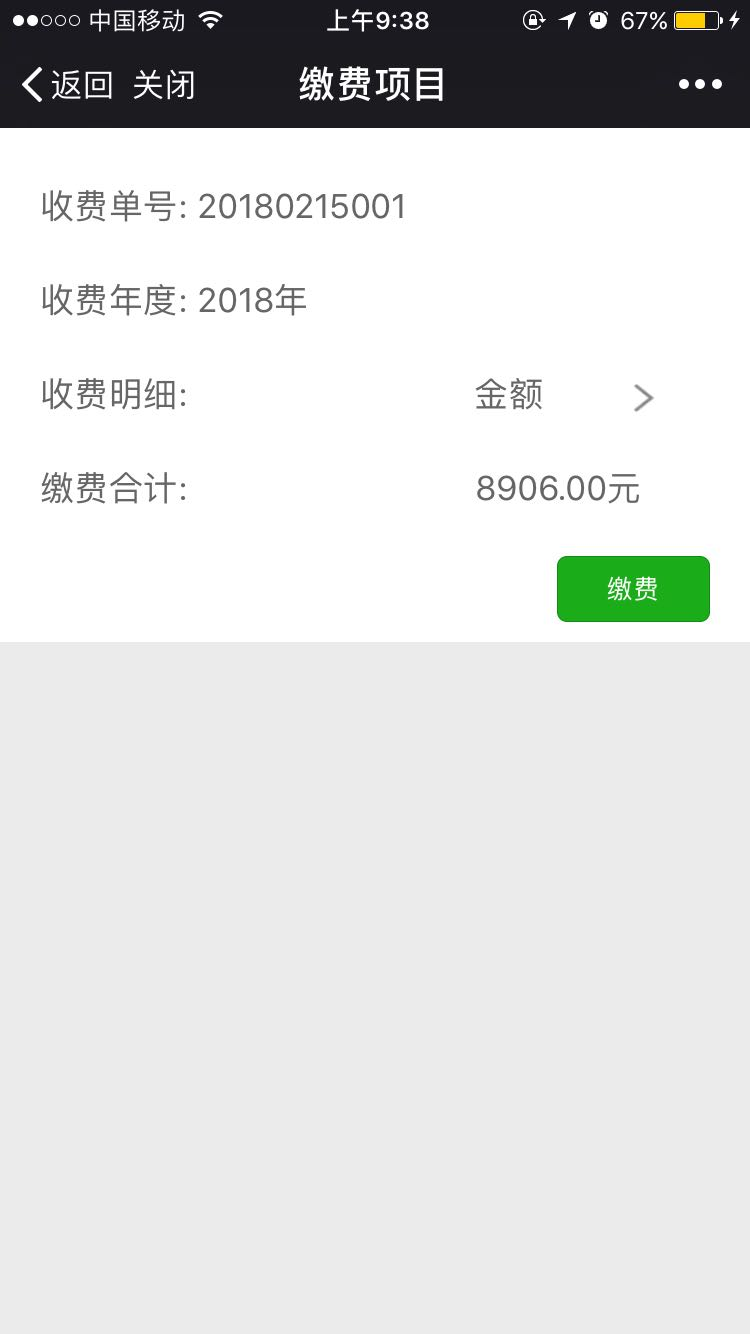 中国移动 上午9:38 67%
返回 关闭 缴费项目
收费单号: 20180215001
收费年度: 2018年
收费明细: 金额
缴费合计: 8906.00元
缴费